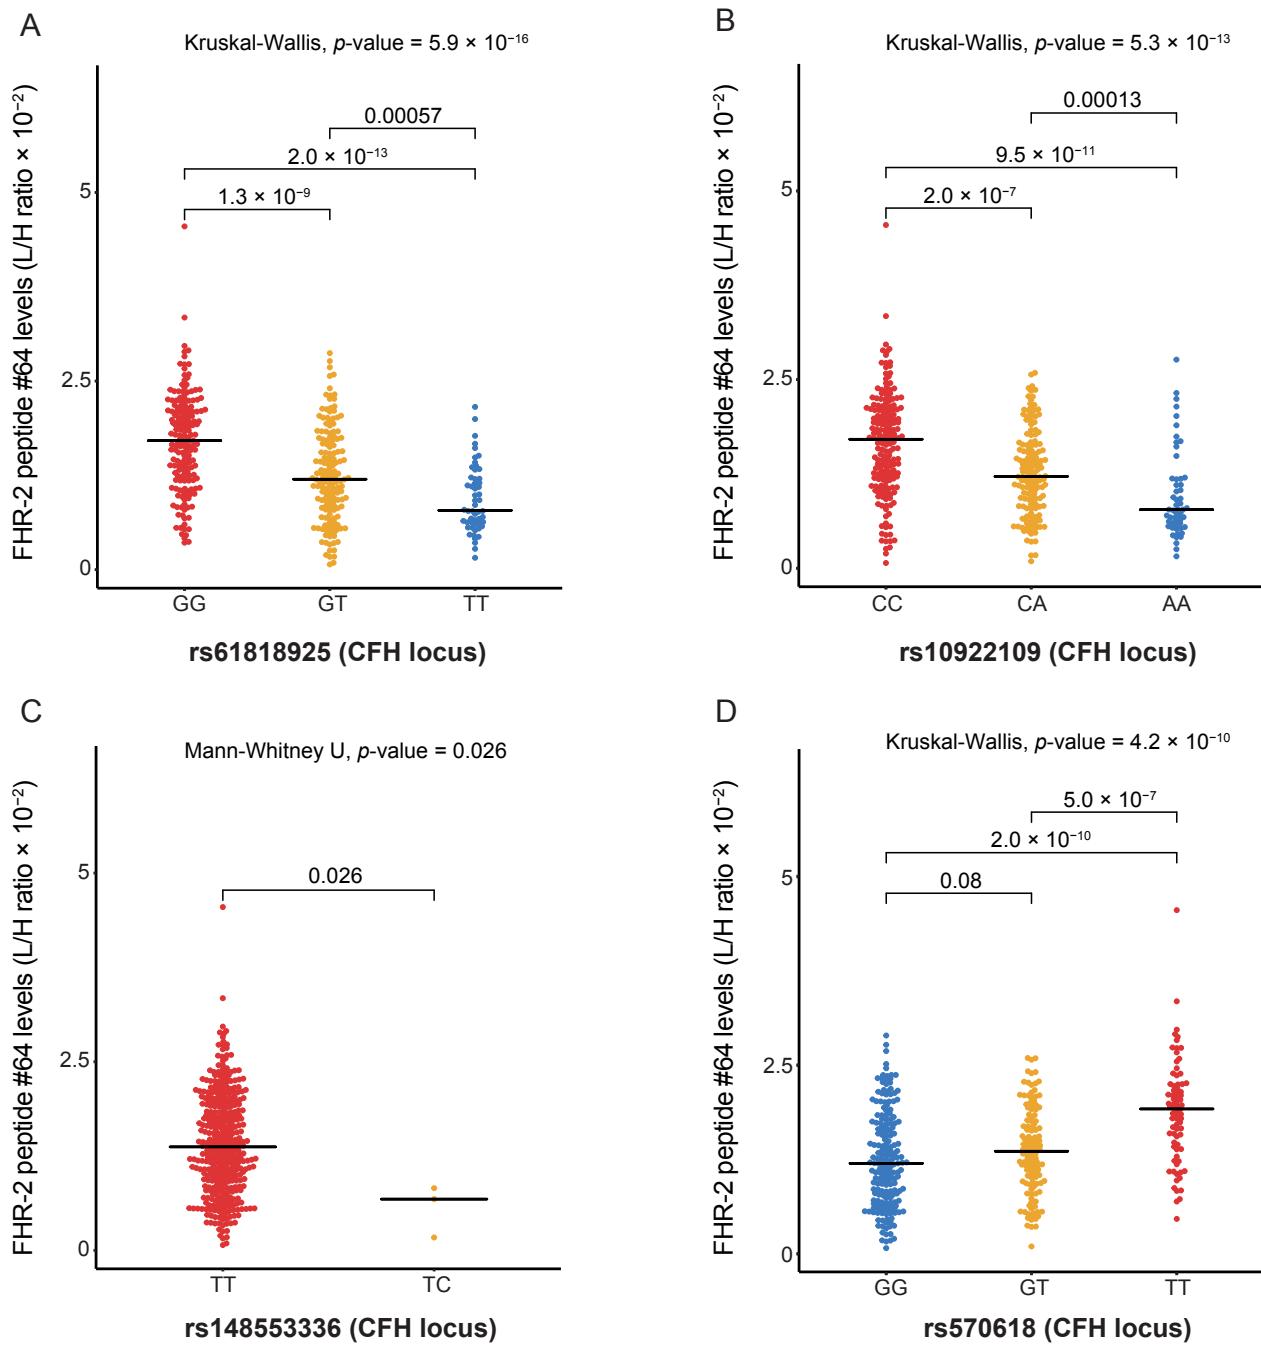 A
Kruskal-Wallis, p-value = 5.9 × 10⁻¹⁶
FHR-2 peptide #64 levels (L/H ratio × 10⁻²)
0.00057
2.0 × 10⁻¹³
1.3 × 10⁻⁹
5
2.5
0
GG GT TT
rs61818925 (CFH locus)
B
Kruskal-Wallis, p-value = 5.3 × 10⁻¹³
FHR-2 peptide #64 levels (L/H ratio × 10⁻²)
0.00013
9.5 × 10⁻¹¹
2.0 × 10⁻⁷
5
2.5
0
CC CA AA
rs10922109 (CFH locus)
C
Mann-Whitney U, p-value = 0.026
FHR-2 peptide #64 levels (L/H ratio × 10⁻²)
0.026
5
2.5
0
TT TC
rs148553336 (CFH locus)
D
Kruskal-Wallis, p-value = 4.2 × 10⁻¹⁰
FHR-2 peptide #64 levels (L/H ratio × 10⁻²)
5.0 × 10⁻⁷
2.0 × 10⁻¹⁰
0.08
5
2.5
0
GG GT TT
rs570618 (CFH locus)